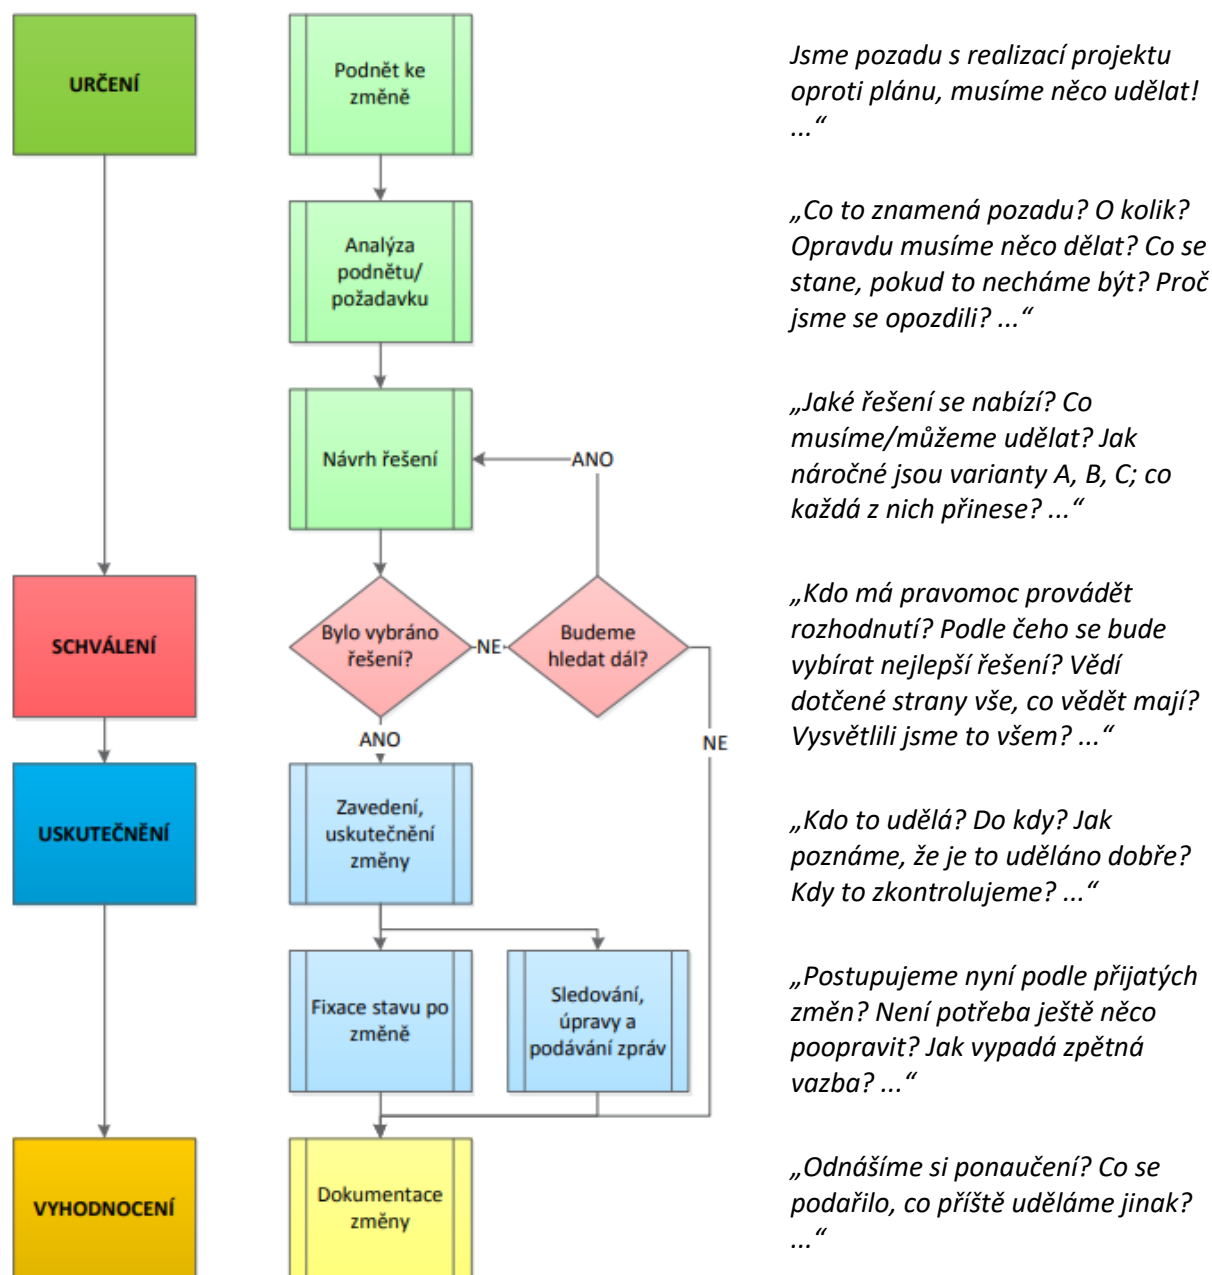 URČENÍ
Podnět ke
změně
Jsme pozadu s realizací projektu
oproti plánu, musíme něco udělat!
...“
Analýza
podnětu/
požadavku
„Co to znamená pozadu? O kolik?
Opravdu musíme něco dělat? Co se
stane, pokud to necháme být? Proč
jsme se opozdili? ...“
Návrh řešení
ANO
„Jaké řešení se nabízí? Co
musíme/můžeme udělat? Jak
náročné jsou varianty A, B, C; co
každá z nich přinese? ...“
SCHVÁLENÍ
Bylo vybráno
řešení?
NE
Budeme
hledat dál?
„Kdo má pravomoc provádět
rozhodnutí? Podle čeho se bude
vybírat nejlepší řešení? Vědí
dotčené strany vše, co vědět mají?
Vysvětlili jsme to všem? ...“
ANO
NE
USKUTEČNĚNÍ
Zavedení,
uskutečnění
změny
„Kdo to udělá? Do kdy? Jak
poznáme, že je to uděláno dobře?
Kdy to zkontrolujeme? ...“
Fixace stavu po
změně
Sledování,
úpravy a
podávání zpráv
„Postupujeme nyní podle přijatých
změn? Není potřeba ještě něco
poopravit? Jak vypadá zpětná
vazba? ...“
VYHODNOCENÍ
Dokumentace
změny
„Odnášíme si ponaučení? Co se
podařilo, co příště uděláme jinak?
...“